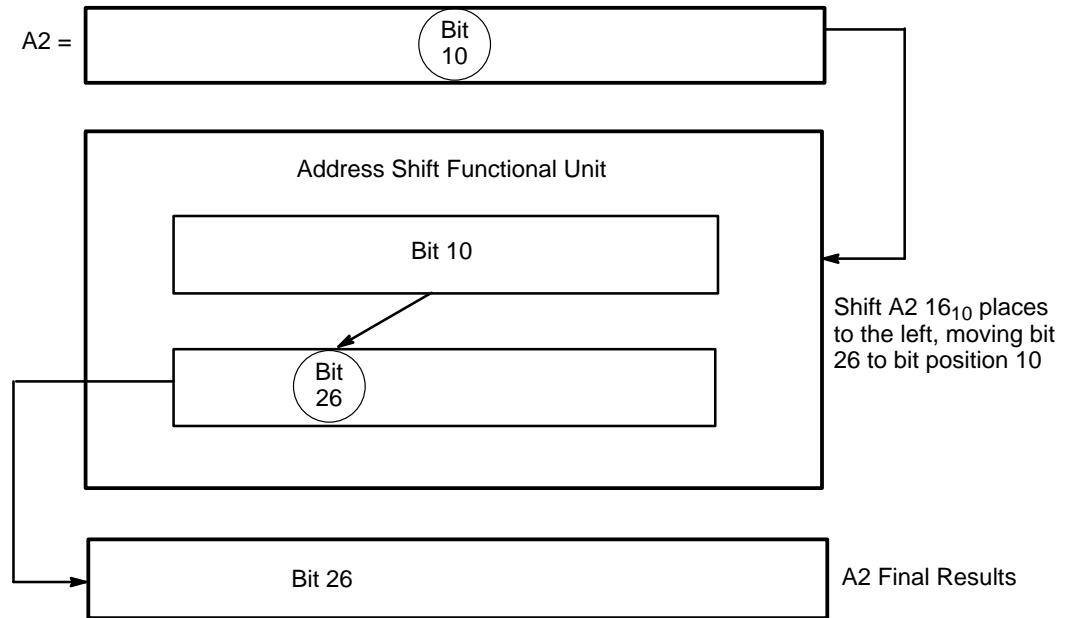 A2 =
Bit
10
Address Shift Functional Unit
Bit 10
Shift A2 16₁₀ places
to the left, moving bit
26 to bit position 10
Bit
26
Bit 26
A2 Final Results